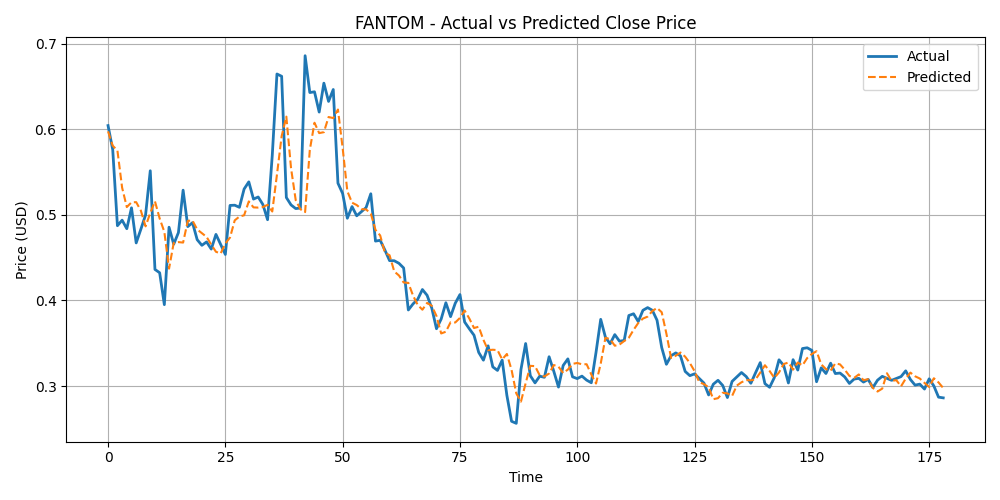 FANTOM - Actual vs Predicted Close Price
Actual
Predicted
Price (USD)
0.7
0.6
0.5
0.4
0.3
0 25 50 75 100 125 150 175
Time